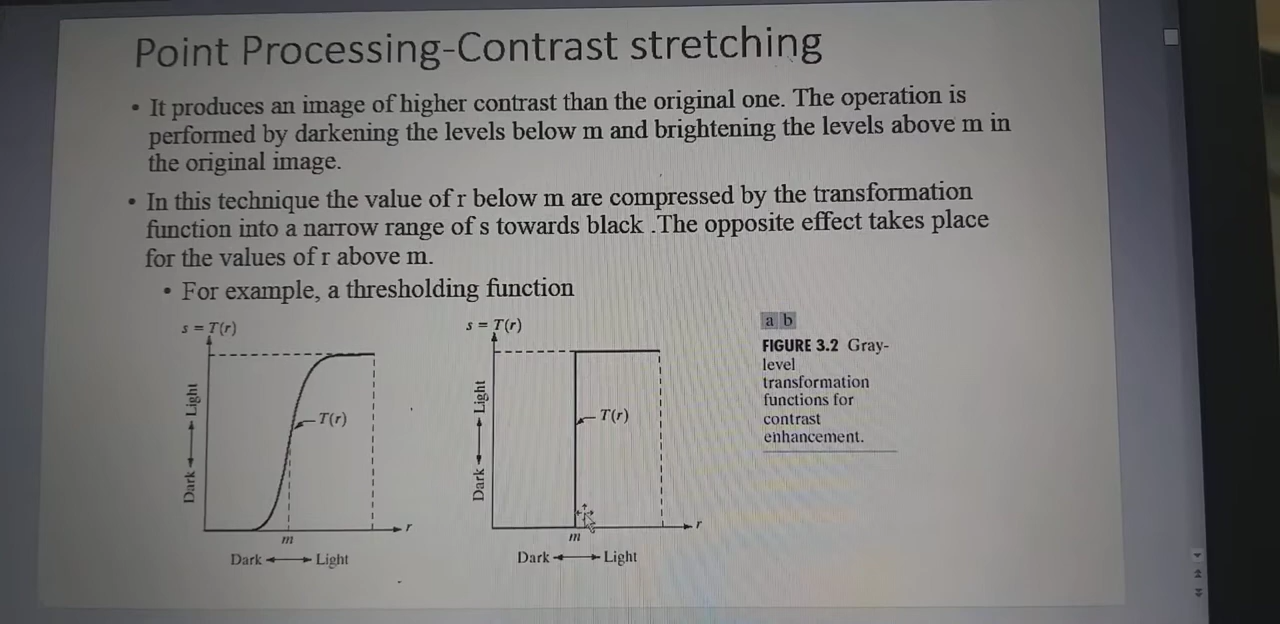 Point Processing-Contrast stretching
• It produces an image of higher contrast than the original one. The operation is
performed by darkening the levels below m and brightening the levels above m in
the original image.
• In this technique the value of r below m are compressed by the transformation
function into a narrow range of s towards black .The opposite effect takes place
for the values of r above m.
• For example, a thresholding function
s = T(r)
Dark Light
T(r)
m
r
Dark Light
s = T(r)
Dark Light
T(r)
m
r
Dark Light
a b
FIGURE 3.2 Gray-
level
transformation
functions for
contrast
enhancement.